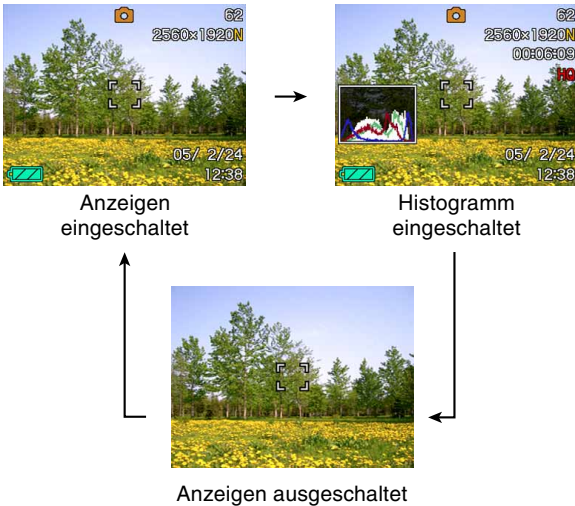 62
2560×1920N
05/ 2/24
12:38
Anzeigen
eingeschaltet
62
2560×1920N
00:06:09
HQ
05/ 2/24
12:38
Histogramm
eingeschaltet
Anzeigen ausgeschaltet